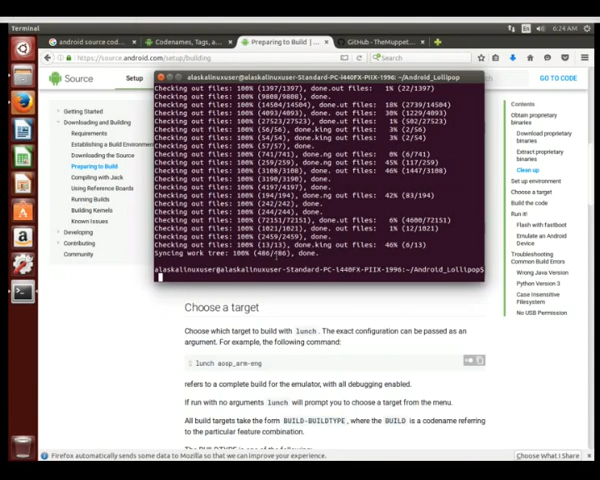 Terminal
6:24 AM
android source code...
Codenames, Tags, a...
Preparing to Build | ...
GitHub - TheMuppet...
https://source.android.com/setup/building
Search
Source
Setup
GO TO CODE
alaskalinuxuser@alaskalinuxuser-Standard-PC-i440FX-PIIX-1996: ~/Android_Lollipop
Checking out files: 100% (1397/1397), done.out files:   1% (22/1397)
Checking out files: 100% (9808/9808), done.
Checking out files: 100% (14504/14504), done.   18% (2739/14504)
Checking out files: 100% (4093/4093), done.out files:  30% (1229/4093)
Checking out files: 100% (27523/27523), done.   1% (502/27523)
Checking out files: 100% (56/56), done.king out files:   3% (2/56)
Checking out files: 100% (54/54), done.king out files:   3% (2/54)
Checking out files: 100% (57/57), done.
Checking out files: 100% (741/741), done.ng out files:   0% (6/741)
Checking out files: 100% (259/259), done.ng out files:  45% (117/259)
Checking out files: 100% (3108/3108), done.out files:  46% (1447/3108)
Checking out files: 100% (3190/3190), done.
Checking out files: 100% (4197/4197), done.
Checking out files: 100% (194/194), done.ng out files:  42% (83/194)
Checking out files: 100% (242/242), done.
Checking out files: 100% (244/244), done.
Checking out files: 100% (72151/72151), done.   6% (4600/72151)
Checking out files: 100% (1021/1021), done.out files:   1% (12/1021)
Checking out files: 100% (2459/2459), done.
Checking out files: 100% (13/13), done.king out files:  46% (6/13)
Syncing work tree: 100% (486/486), done.
alaskalinuxuser@alaskalinuxuser-Standard-PC-i440FX-PIIX-1996:~/Android_Lollipop$
Getting Started
Downloading and Building
Requirements
Establishing a Build Environment
Downloading the Source
Preparing to Build
Compiling with Jack
Using Reference Boards
Running Builds
Building Kernels
Known Issues
Developing
Contributing
Community
Contents
Obtain proprietary
binaries
Download proprietary
binaries
Extract proprietary
binaries
Clean up
Set up environment
Choose a target
Build the code
Run it!
Flash with fastboot
Emulate an Android
Device
Troubleshooting
Common Build Errors
Wrong Java Version
Python Version 3
Case Insensitive
Filesystem
No USB Permission
Choose a target
Choose which target to build with lunch. The exact configuration can be passed as an
argument. For example, the following command:
lunch aosp_arm-eng
refers to a complete build for the emulator, with all debugging enabled.
If run with no arguments lunch will prompt you to choose a target from the menu.
All build targets take the form BUILD-BUILDTYPE, where the BUILD is a codename referring
to the particular feature combination.
Firefox automatically sends some data to Mozilla so that we can improve your experience.
Choose What I Share